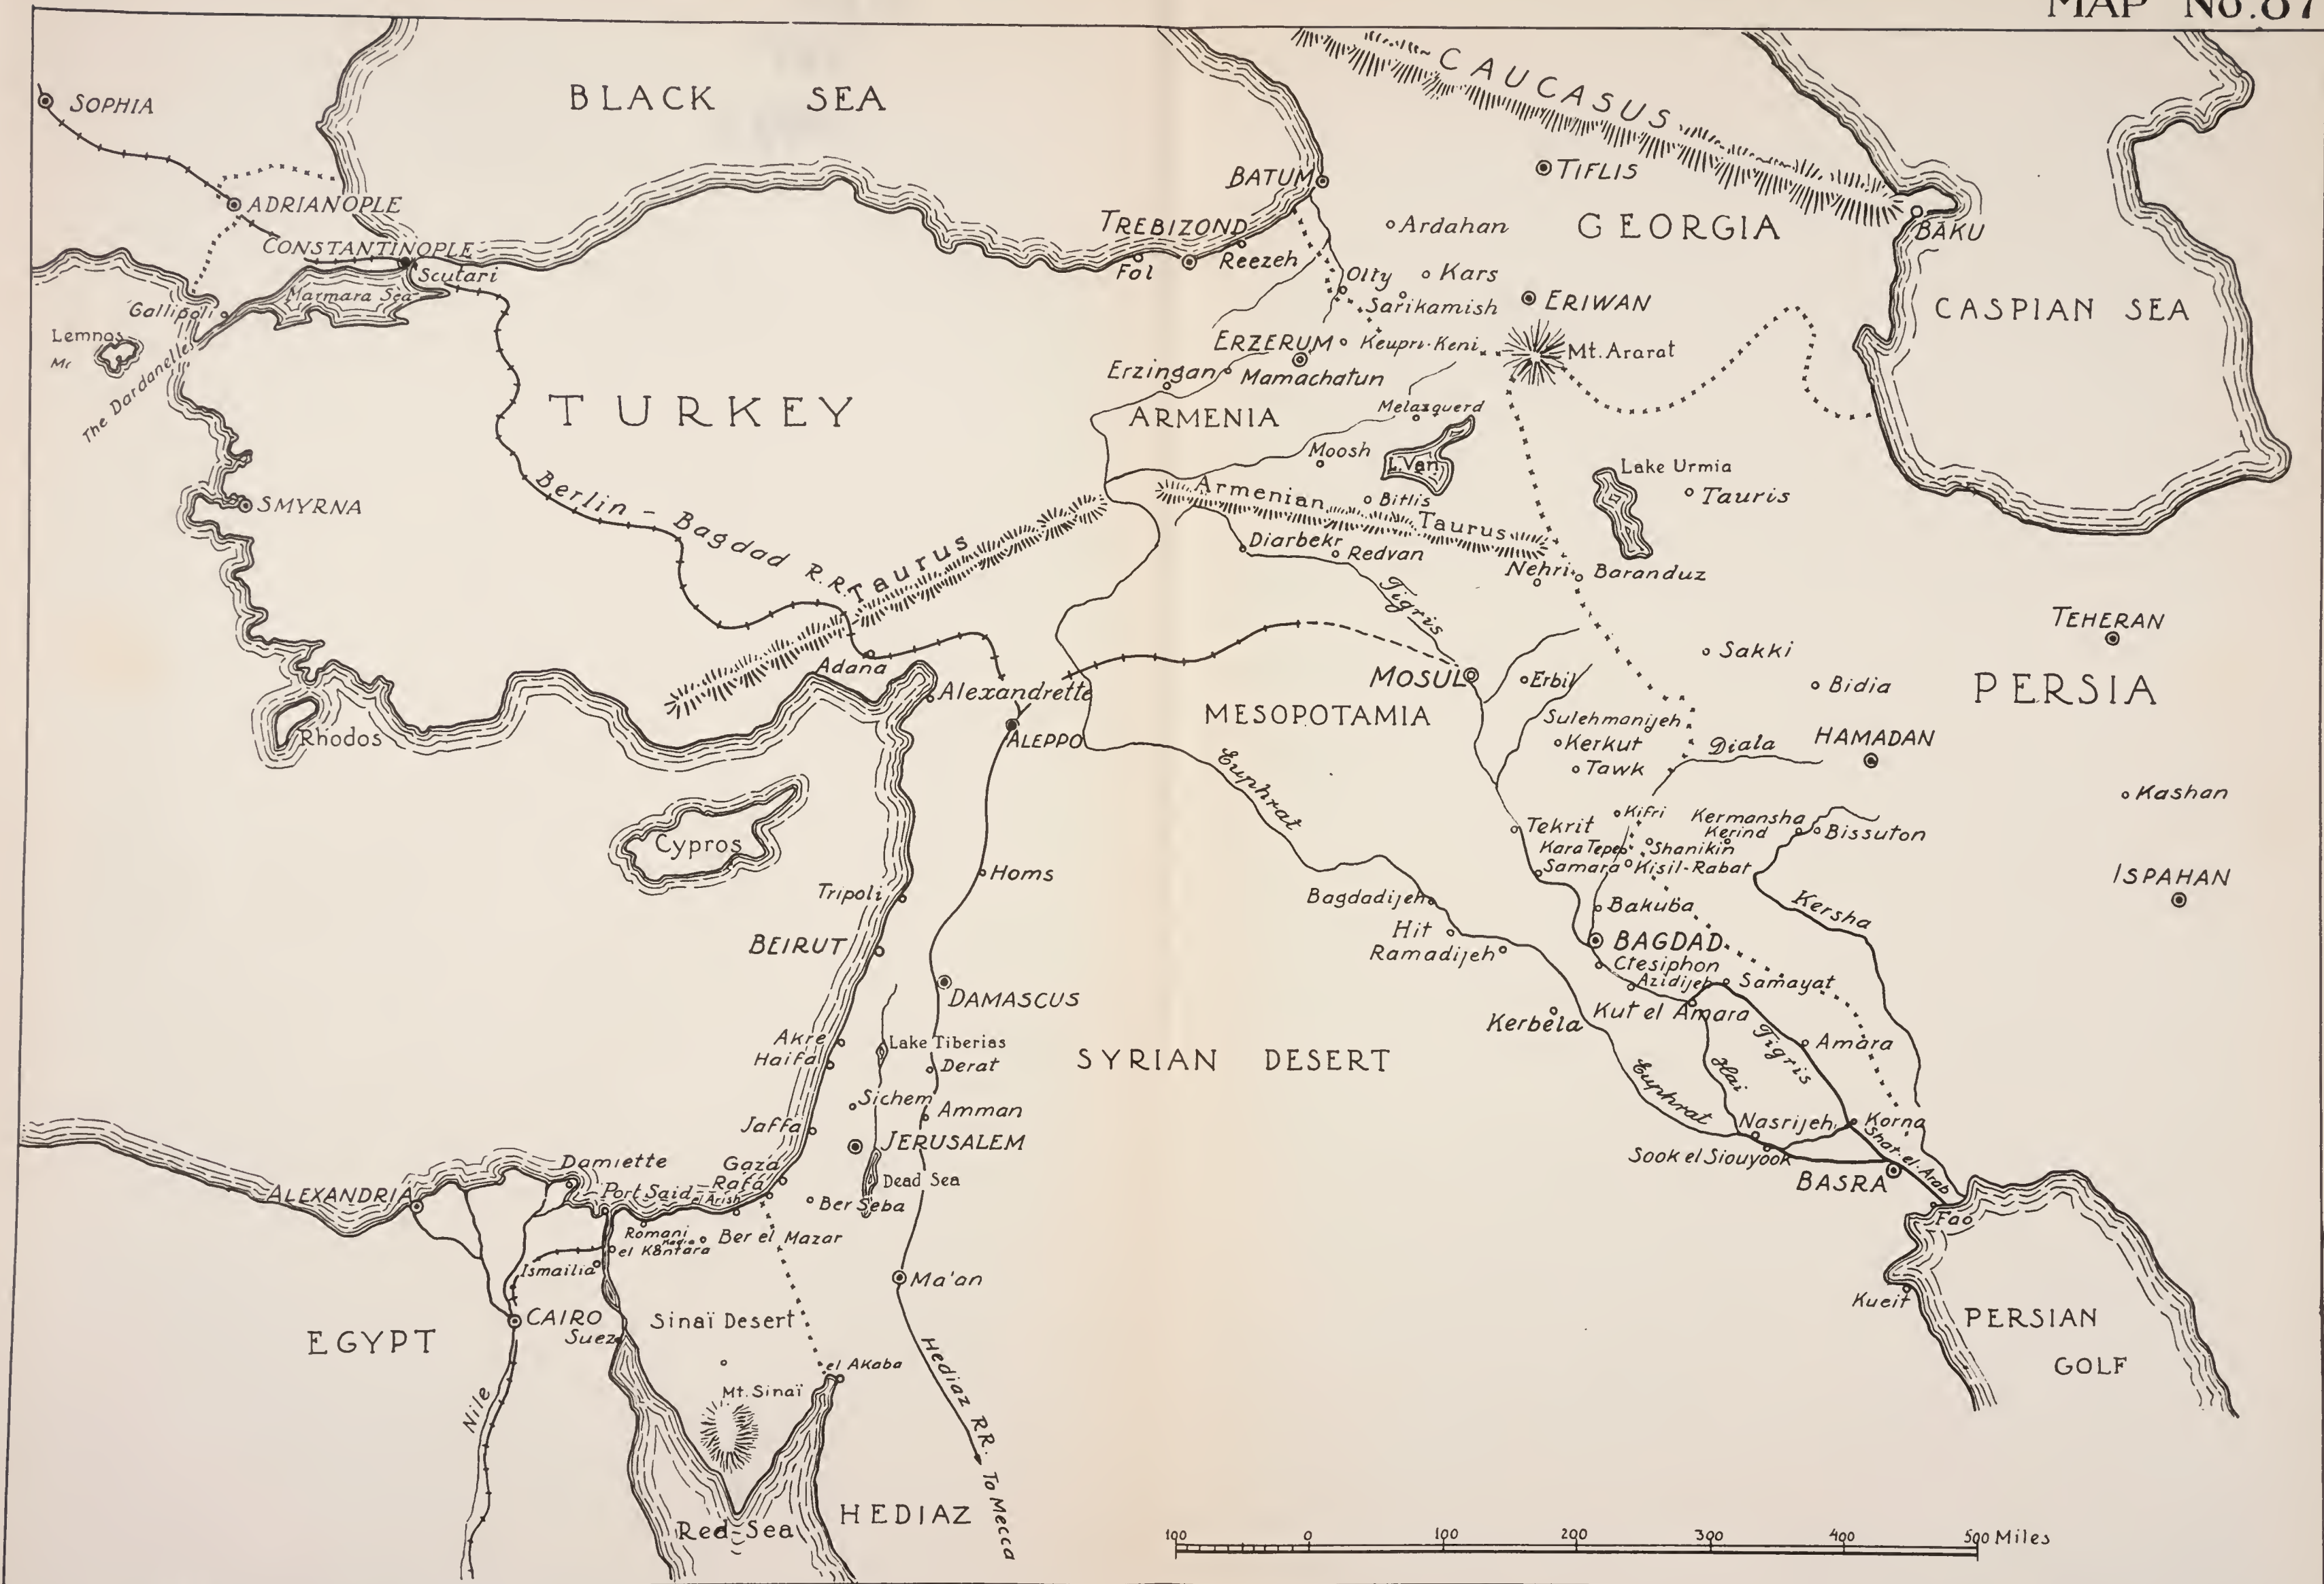 MAP No.87
BLACK SEA
CAUCASUS
SOPHIA
ADRIANOPLE
CONSTANTINOPLE
Scutari
Marmara Sea
Gallipoli
Lemnos
The Dardanelles
BATUM
TIFLIS
Ardahan
GEORGIA
BAKU
TREBIZOND
Fol
Reezeh
Olty
Kars
Sarikamish
ERIWAN
CASPIAN SEA
ERZERUM
Keupri-Keni
Mt. Ararat
Erzingan
Mamachatun
TURKEY
ARMENIA
Melazquerd
Moosh
L.Van
Lake Urmia
Tauris
SMYRNA
Berlin - Bagdad R.R.
Armenian Taurus
Bitlis
Taurus
Diarbekr
Redvan
Nehri
Baranduz
Tigris
TEHERAN
Adana
Sakki
Alexandrette
MOSUL
Erbil
Bidia
PERSIA
Rhodos
ALEPPO
MESOPOTAMIA
Sulehmanijeh
Kerkut
Diala
HAMADAN
Tawk
Euphrat
Kashan
Cypros
Kifri
Kermansha
Tekrit
Kerind
Bissuton
Kara Tepe
Shanikin
Samara
Kisil-Rabat
Homs
ISPAHAN
Tripoli
Bagdadijeh
Bakuba
Kersha
Hit
BEIRUT
Ramadijeh
BAGDAD
Ctesiphon
Azidijeh
Samayat
DAMASCUS
Kut el Amara
Kerbela
Akre
Lake Tiberias
Haifa
Derat
SYRIAN DESERT
Tigris
Amara
Hai
Sichem
Amman
Euphrat
Jaffa
JERUSALEM
Nasrijeh
Korna
Shat-el-Arab
Sook el Siouyook
Damiette
Gaza
Rafa
Dead Sea
BASRA
ALEXANDRIA
Port Said
el Arish
Ber Seba
Fao
Romani
Kadia
el Kantara
Ber el Mazar
Ismailia
Ma'an
Kueit
CAIRO
Suez
Sinaï Desert
PERSIAN
GOLF
EGYPT
el Akaba
Mt. Sinaï
Nile
Hediaz RR. To Mecca
Red-Sea
HEDIAZ
100 0 100 200 300 400 500 Miles